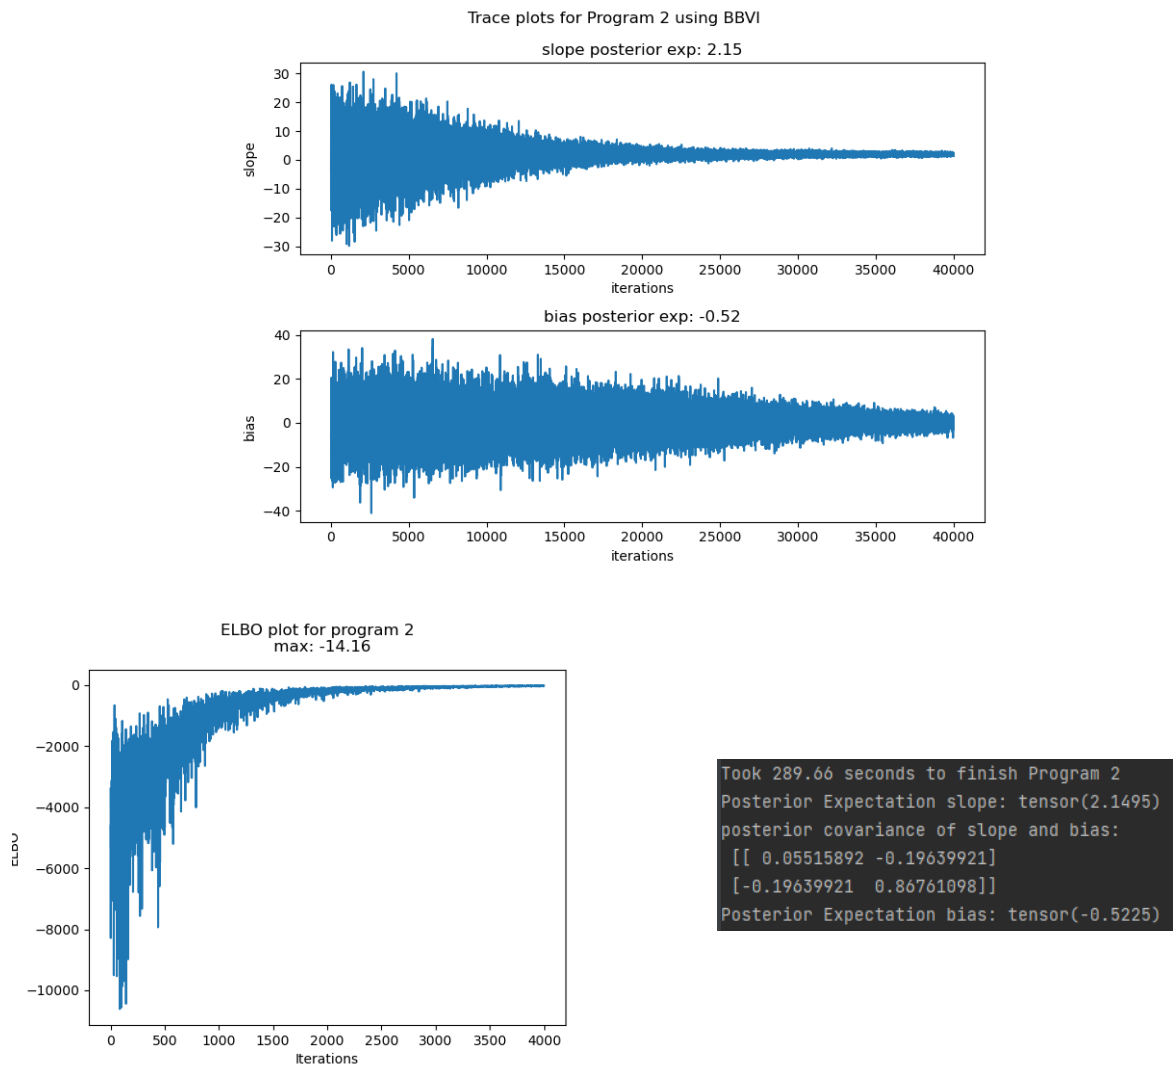 Trace plots for Program 2 using BBVI
slope posterior exp: 2.15
30
20
10
0
−10
−20
−30
slope
0 5000 10000 15000 20000 25000 30000 35000 40000
iterations
bias posterior exp: -0.52
40
20
0
−20
−40
bias
0 5000 10000 15000 20000 25000 30000 35000 40000
iterations
ELBO plot for program 2
max: -14.16
0
−2000
−4000
−6000
−8000
−10000
ELBO
0 500 1000 1500 2000 2500 3000 3500 4000
Iterations
Took 289.66 seconds to finish Program 2
Posterior Expectation slope: tensor(2.1495)
posterior covariance of slope and bias:
[[ 0.05515892 -0.19639921]
[-0.19639921 0.86761098]]
Posterior Expectation bias: tensor(-0.5225)